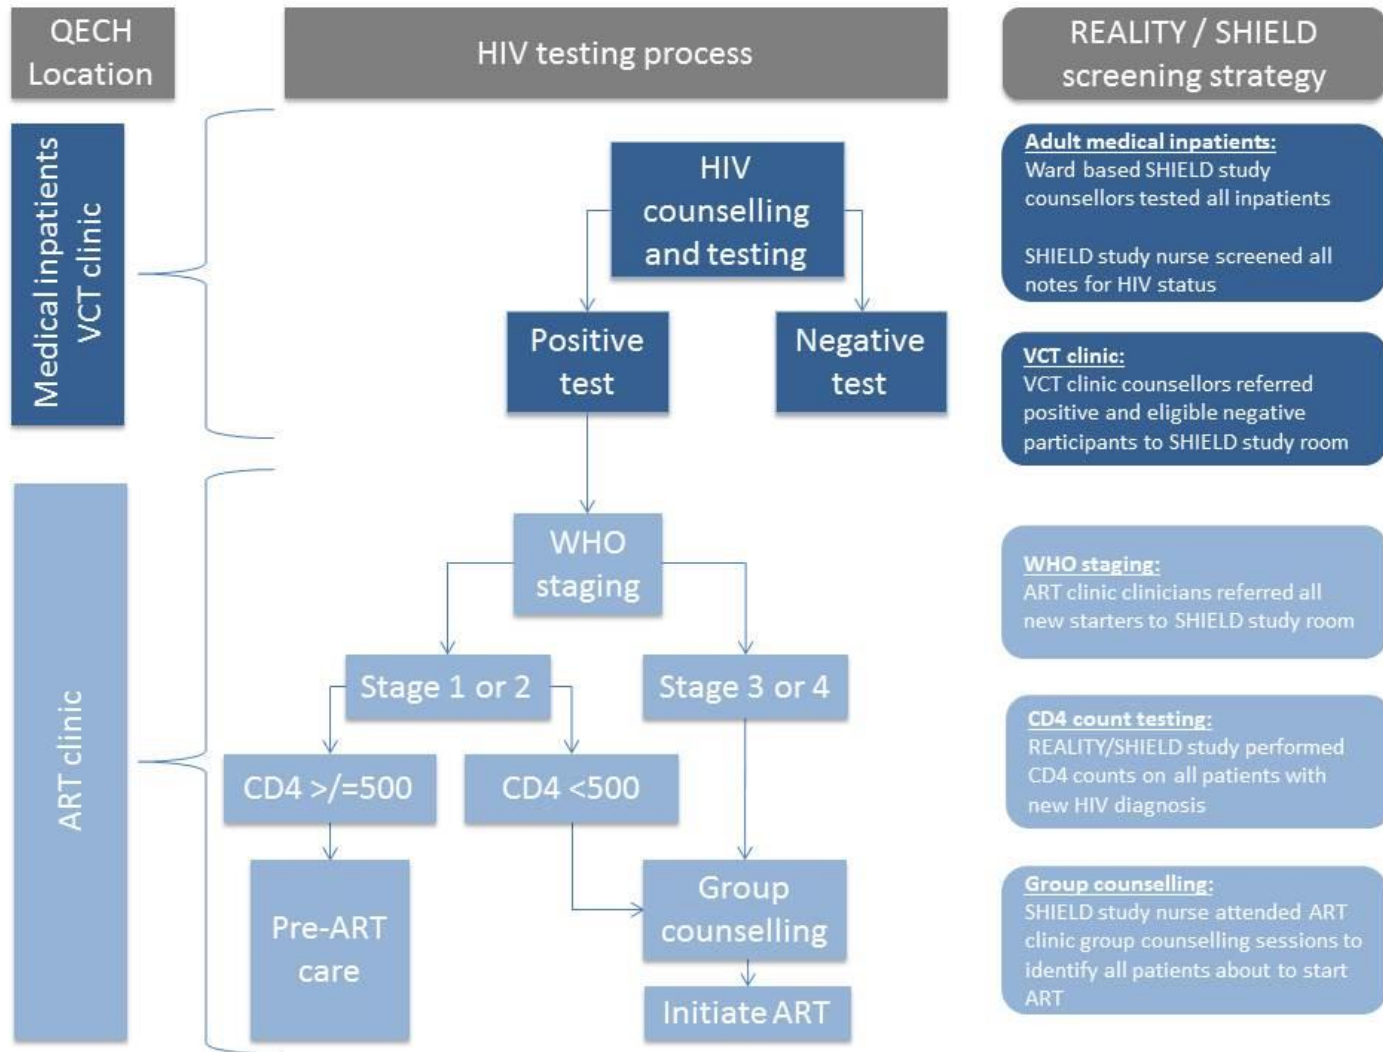 QECH
Location
HIV testing process
REALITY / SHIELD
screening strategy
Medical inpatients
VCT clinic
HIV
counselling
and testing
Positive
test
Negative
test
Adult medical inpatients:
Ward based SHIELD study
counsellors tested all inpatients
SHIELD study nurse screened all
notes for HIV status
VCT clinic:
VCT clinic counsellors referred
positive and eligible negative
participants to SHIELD study room
ART clinic
WHO
staging
Stage 1 or 2
Stage 3 or 4
CD4 >/=500
CD4 <500
Pre-ART
care
Group
counselling
Initiate ART
WHO staging:
ART clinic clinicians referred all
new starters to SHIELD study room
CD4 count testing:
REALITY/SHIELD study performed
CD4 counts on all patients with
new HIV diagnosis
Group counselling:
SHIELD study nurse attended ART
clinic group counselling sessions to
identify all patients about to start
ART